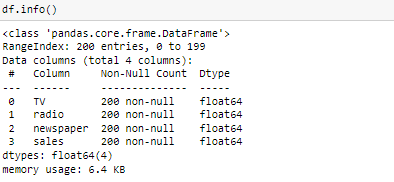 df.info()
<class 'pandas.core.frame.DataFrame'>
RangeIndex: 200 entries, 0 to 199
Data columns (total 4 columns):
 #   Column     Non-Null Count  Dtype
---  ------     --------------  -----
 0   TV         200 non-null    float64
 1   radio      200 non-null    float64
 2   newspaper  200 non-null    float64
 3   sales      200 non-null    float64
dtypes: float64(4)
memory usage: 6.4 KB